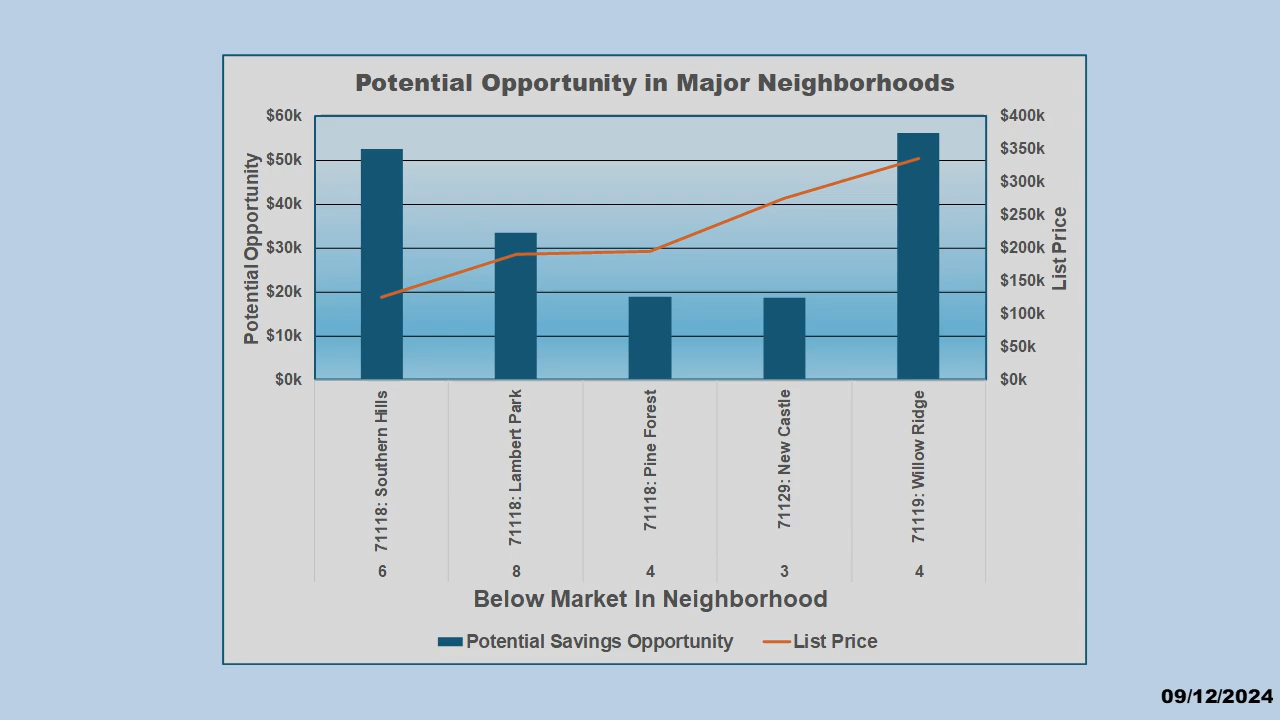 Potential Opportunity in Major Neighborhoods
$60k
$50k
$40k
$30k
$20k
$10k
$0k
Potential Opportunity
$400k
$350k
$300k
$250k
$200k
$150k
$100k
$50k
$0k
List Price
71118: Southern Hills
71118: Lambert Park
71118: Pine Forest
71129: New Castle
71119: Willow Ridge
6 8 4 3 4
Below Market In Neighborhood
Potential Savings Opportunity List Price
09/12/2024